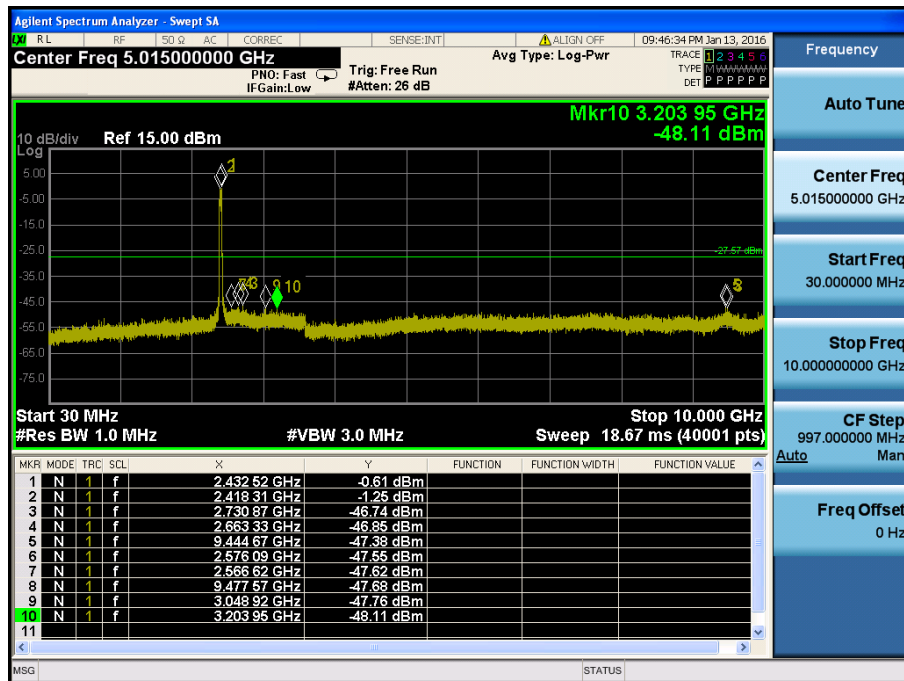 Agilent Spectrum Analyzer - Swept SA
LXI RL RF 50 Ω AC CORREC SENSE:INT ALIGN OFF 09:46:34 PM Jan 13, 2016
Center Freq 5.015000000 GHz
PNO: Fast
IFGain:Low
Trig: Free Run
#Atten: 26 dB
Avg Type: Log-Pwr
TRACE 1 2 3 4 5 6
TYPE M W W W W W
DET P P P P P P
Mkr10 3.203 95 GHz
-48.11 dBm
10 dB/div Ref 15.00 dBm
Log
5.00
-5.00
-15.0
-25.0
-27.57 dBm
-35.0
-45.0
-55.0
-65.0
-75.0
9 10
Start 30 MHz Stop 10.000 GHz
#Res BW 1.0 MHz #VBW 3.0 MHz Sweep 18.67 ms (40001 pts)
MKR MODE TRC SCL X Y FUNCTION FUNCTION WIDTH FUNCTION VALUE
1 N 1 f 2.432 52 GHz -0.61 dBm
2 N 1 f 2.418 31 GHz -1.25 dBm
3 N 1 f 2.730 87 GHz -46.74 dBm
4 N 1 f 2.663 33 GHz -46.85 dBm
5 N 1 f 9.444 67 GHz -47.38 dBm
6 N 1 f 2.576 09 GHz -47.55 dBm
7 N 1 f 2.566 62 GHz -47.62 dBm
8 N 1 f 9.477 57 GHz -47.68 dBm
9 N 1 f 3.048 92 GHz -47.76 dBm
10 N 1 f 3.203 95 GHz -48.11 dBm
11
MSG STATUS
Frequency
Auto Tune
Center Freq
5.015000000 GHz
Start Freq
30.000000 MHz
Stop Freq
10.000000000 GHz
CF Step
997.000000 MHz
Auto Man
Freq Offset
0 Hz